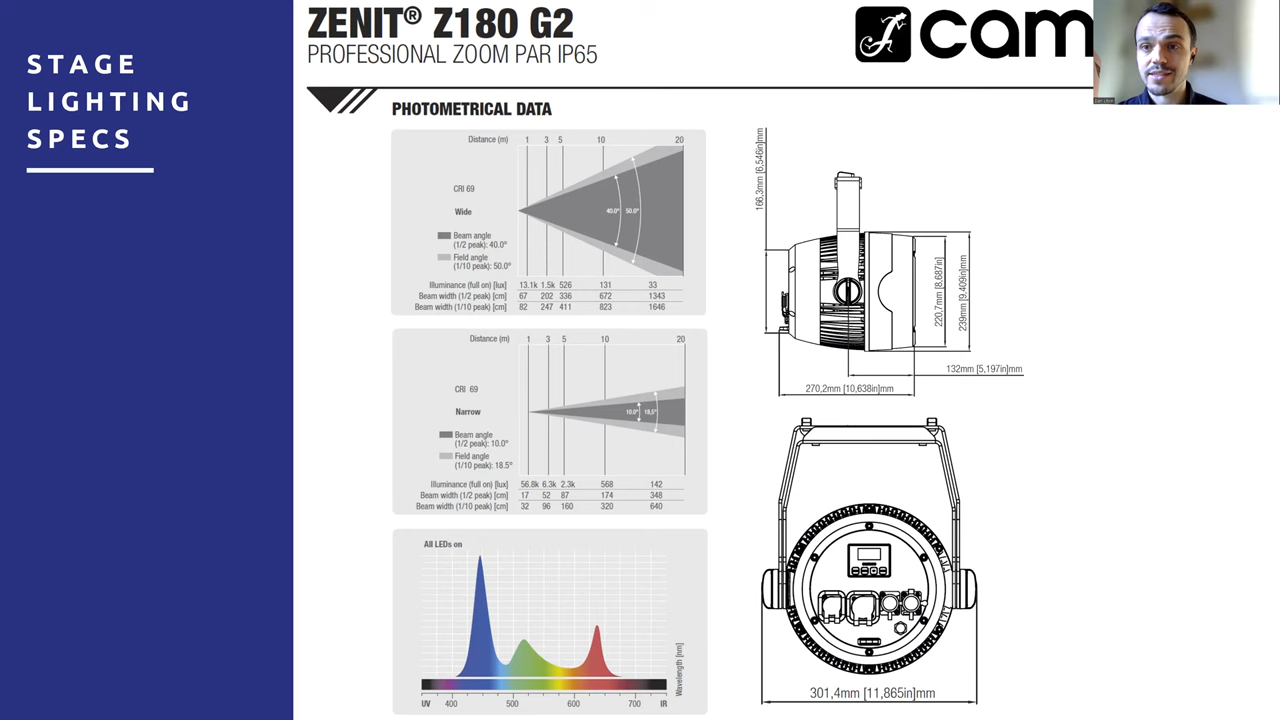 STAGE
LIGHTING
SPECS
ZENIT® Z180 G2
PROFESSIONAL ZOOM PAR IP65
cam
PHOTOMETRICAL DATA
Distance (m) 1 3 5 10 20
CRI 69
Wide
40.0° 50.0°
Beam angle
(1/2 peak): 40.0°
Field angle
(1/10 peak): 50.0°
Illuminance (full on) [lux] 13.1k 1.5k 526 131 33
Beam width (1/2 peak) [cm] 67 202 336 672 1343
Beam width (1/10 peak) [cm] 82 247 411 823 1646
Distance (m) 1 3 5 10 20
CRI 69
Narrow
10.0° 18,5°
Beam angle
(1/2 peak): 10.0°
Field angle
(1/10 peak): 18.5°
Illuminance (full on) [lux] 56.8k 6.3k 2.3k 568 142
Beam width (1/2 peak) [cm] 17 52 87 174 348
Beam width (1/10 peak) [cm] 32 96 160 320 640
All LEDs on
Wavelength [nm]
UV 400 500 600 700 IR
166,3mm [6,546in]mm
220,7mm [8,687in]
239mm [9,409in]mm
132mm [5,197in]mm
270,2mm [10,638in]mm
301,4mm [11,865in]mm